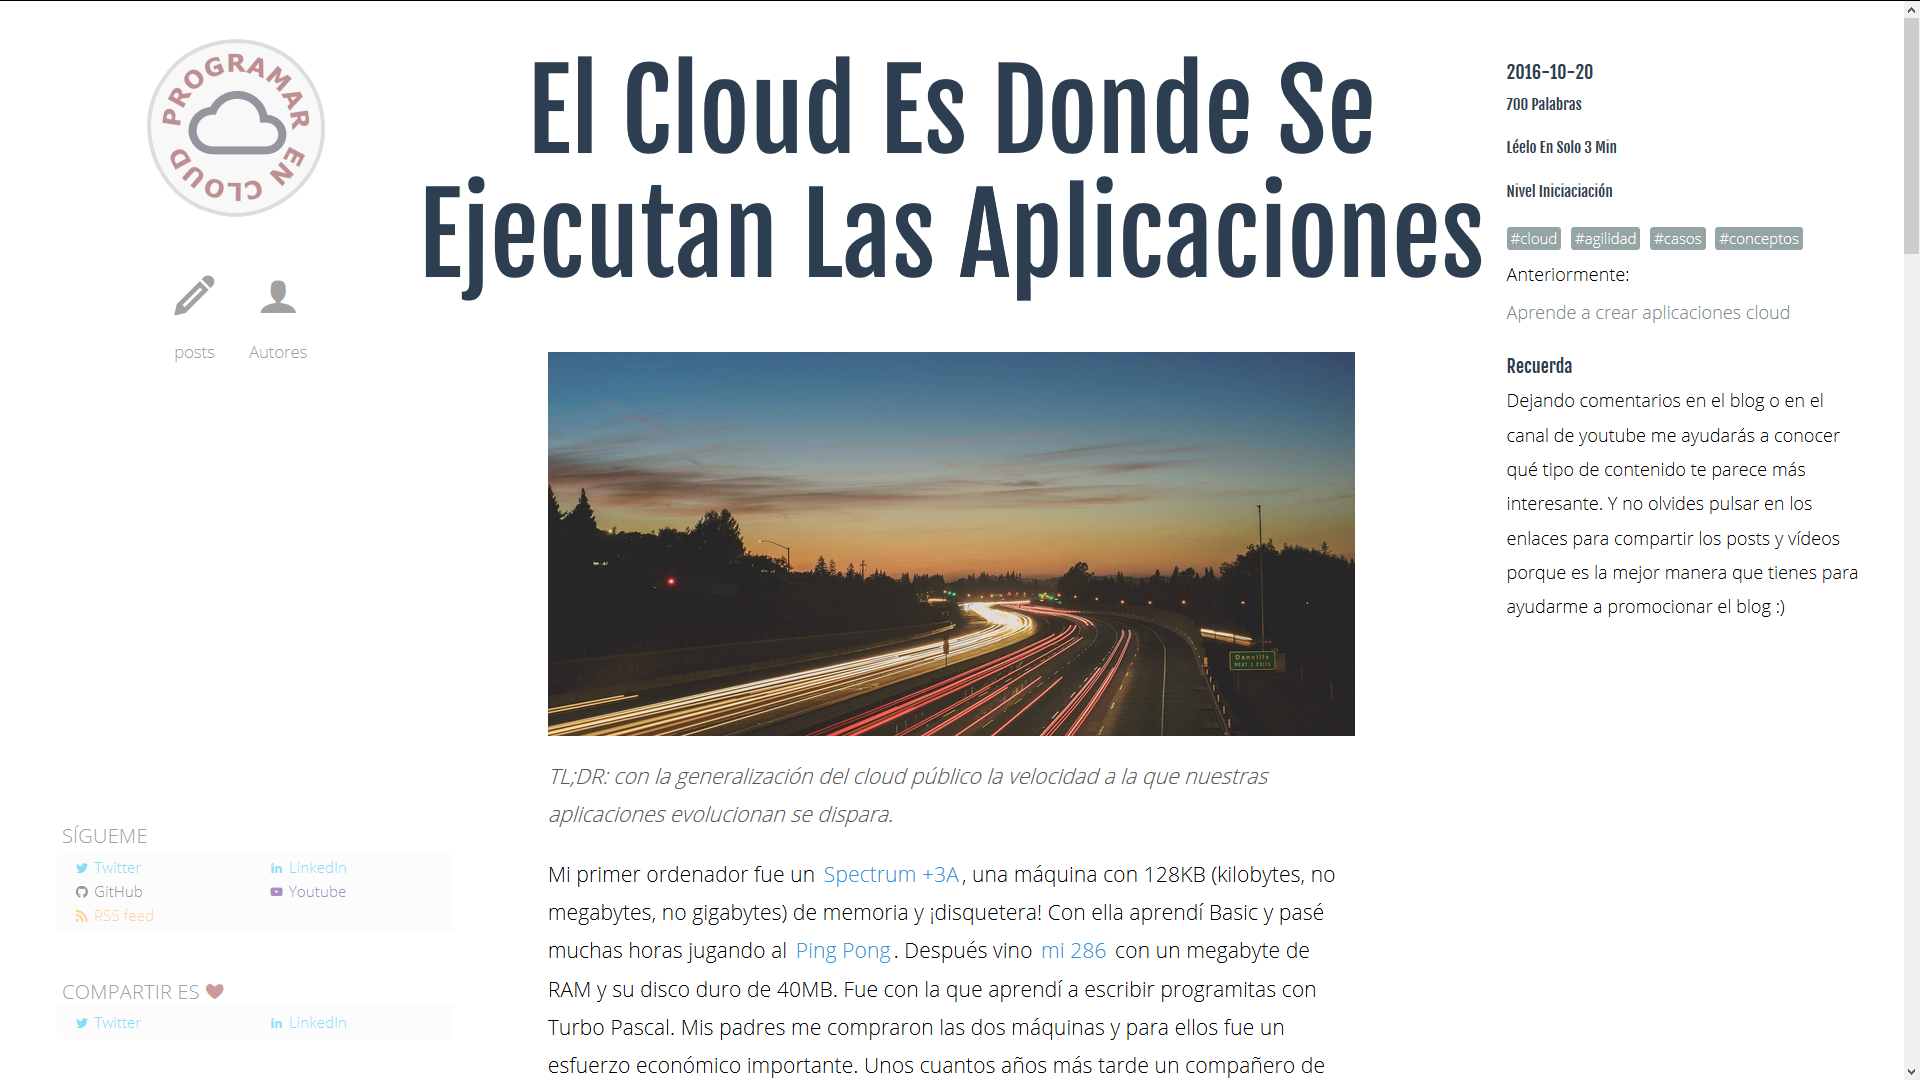 PROGRAMAR EN CLOUD
posts
Autores
El Cloud Es Donde Se
Ejecutan Las Aplicaciones
Danville
NEXT 3 EXITS
TL;DR: con la generalización del cloud público la velocidad a la que nuestras
aplicaciones evolucionan se dispara.
Mi primer ordenador fue un Spectrum +3A, una máquina con 128KB (kilobytes, no
megabytes, no gigabytes) de memoria y ¡disquetera! Con ella aprendí Basic y pasé
muchas horas jugando al Ping Pong. Después vino mi 286 con un megabyte de
RAM y su disco duro de 40MB. Fue con la que aprendí a escribir programitas con
Turbo Pascal. Mis padres me compraron las dos máquinas y para ellos fue un
esfuerzo económico importante. Unos cuantos años más tarde un compañero de
2016-10-20
700 Palabras
Léelo En Solo 3 Min
Nivel Iniciaciación
#cloud #agilidad #casos #conceptos
Anteriormente:
Aprende a crear aplicaciones cloud
Recuerda
Dejando comentarios en el blog o en el
canal de youtube me ayudarás a conocer
qué tipo de contenido te parece más
interesante. Y no olvides pulsar en los
enlaces para compartir los posts y vídeos
porque es la mejor manera que tienes para
ayudarme a promocionar el blog :)
SÍGUEME
Twitter LinkedIn
GitHub Youtube
RSS feed
COMPARTIR ES
Twitter LinkedIn